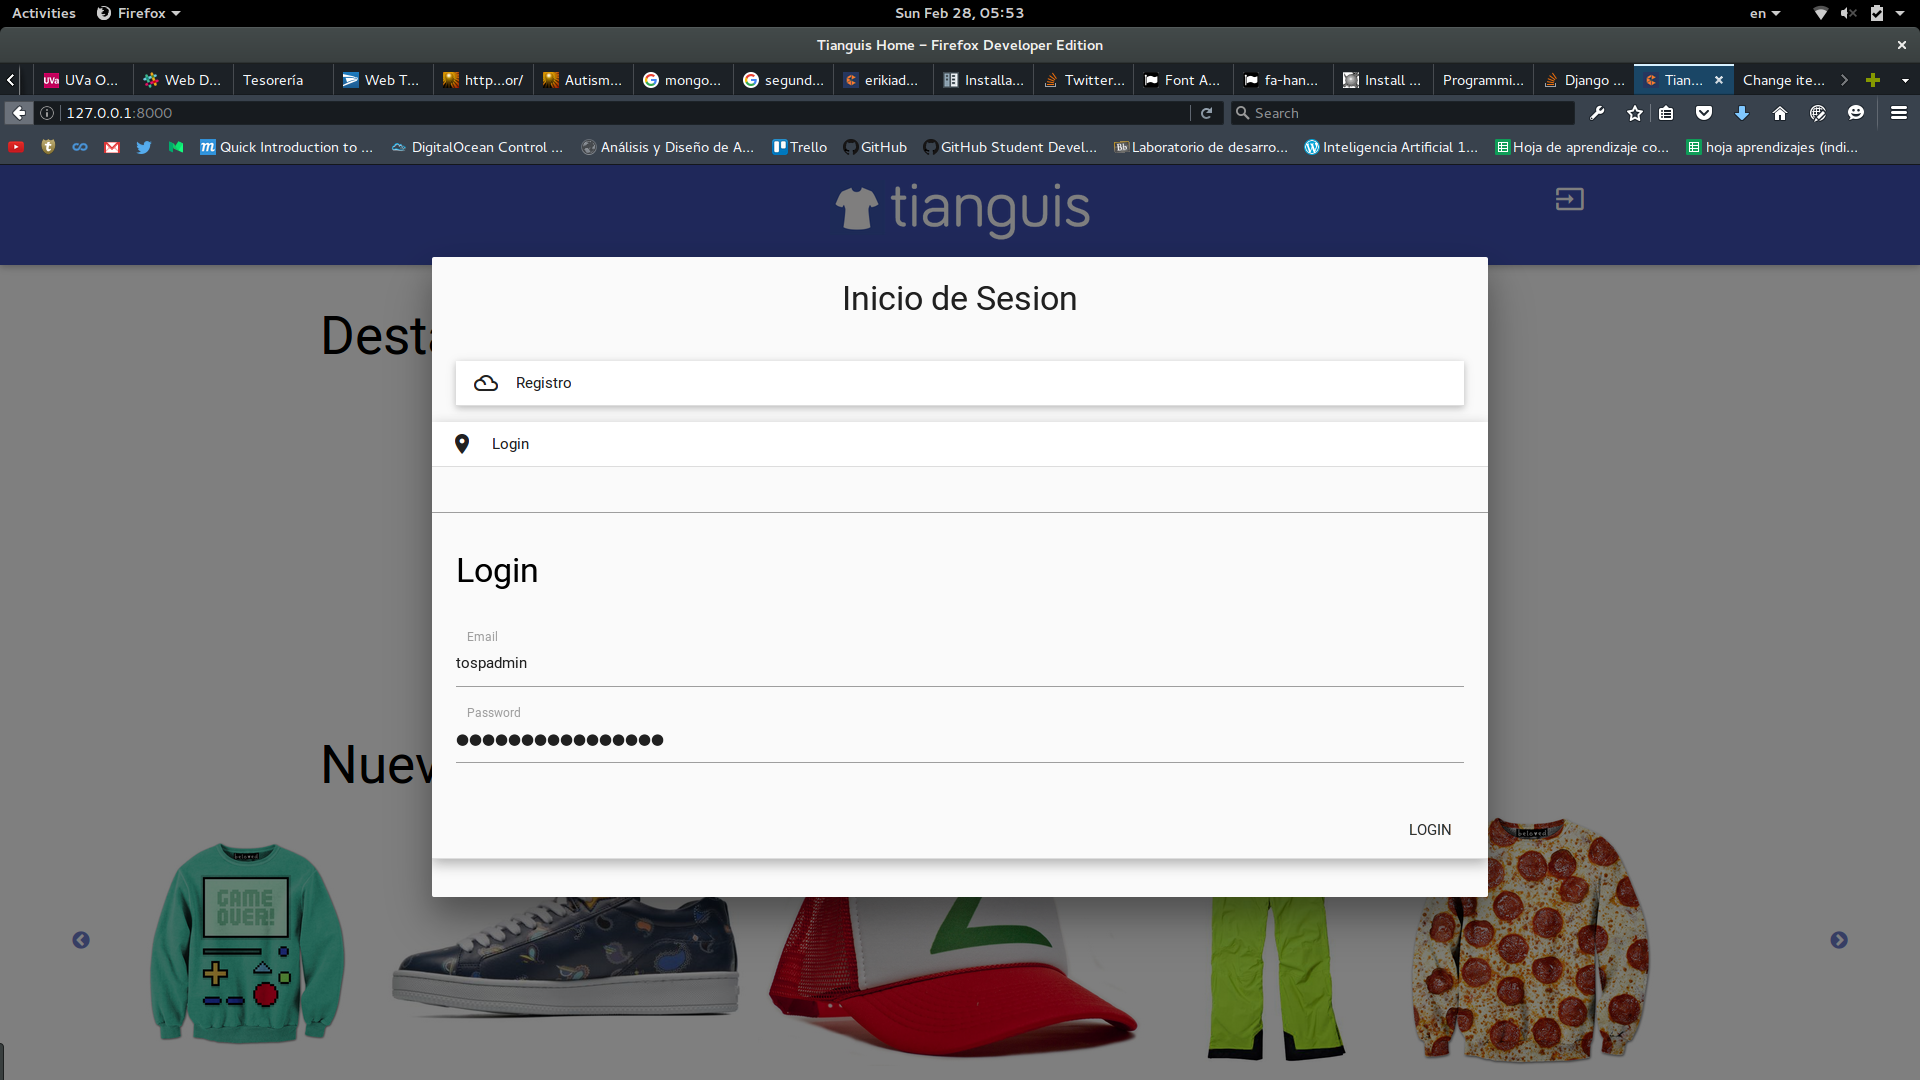 Activities Firefox Sun Feb 28, 05:53 en
Tianguis Home – Firefox Developer Edition
UVa O... Web D... Tesorería Web T... http...or/ Autism... mongo... segund... erikiad... Installa... Twitter... Font A... fa-han... Install ... Programmi... Django ... Tian... Change ite...
127.0.0.1:8000 Search
Quick Introduction to ... DigitalOcean Control ... Análisis y Diseño de A... Trello GitHub GitHub Student Devel... Laboratorio de desarro... Inteligencia Artificial 1... Hoja de aprendizaje co... hoja aprendizajes (indi...
tianguis
Inicio de Sesion
Dest
Registro
Login
Login
Email
tospadmin
Password
Nuev
LOGIN
GAME
OVER!